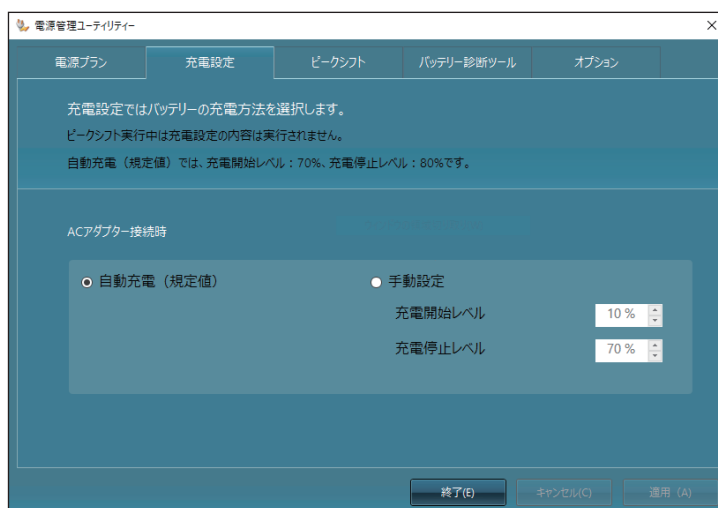 電源管理ユーティリティー
電源プラン 充電設定 ピークシフト バッテリー診断ツール オプション
充電設定ではバッテリーの充電方法を選択します。
ピークシフト実行中は充電設定の内容は実行されません。
自動充電（規定値）では、充電開始レベル：70%、充電停止レベル：80%です。
ACアダプター接続時
自動充電（規定値） 手動設定
充電開始レベル 10 %
充電停止レベル 70 %
終了(E) キャンセル(C) 適用（A）